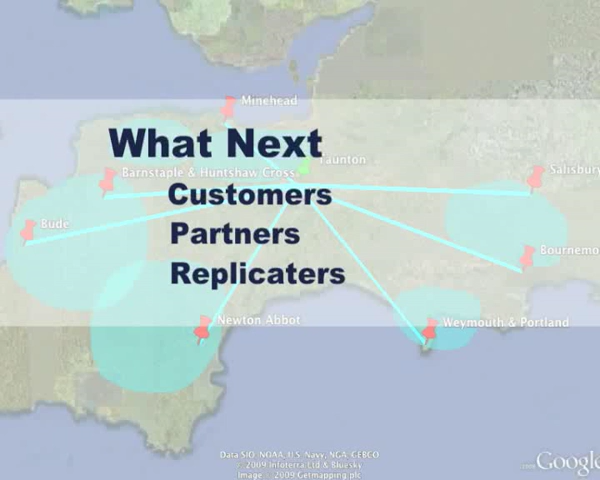 Minehead
What Next
Taunton
Barnstaple & Huntshaw Cross
Salisbury
Customers
Bude
Partners
Bournemo
Replicaters
Newton Abbot
Weymouth & Portland
Data SIO, NOAA, U.S. Navy, NGA, GEBCO
© 2009 Infoterra Ltd & Bluesky
Image © 2009 Getmapping plc
Google